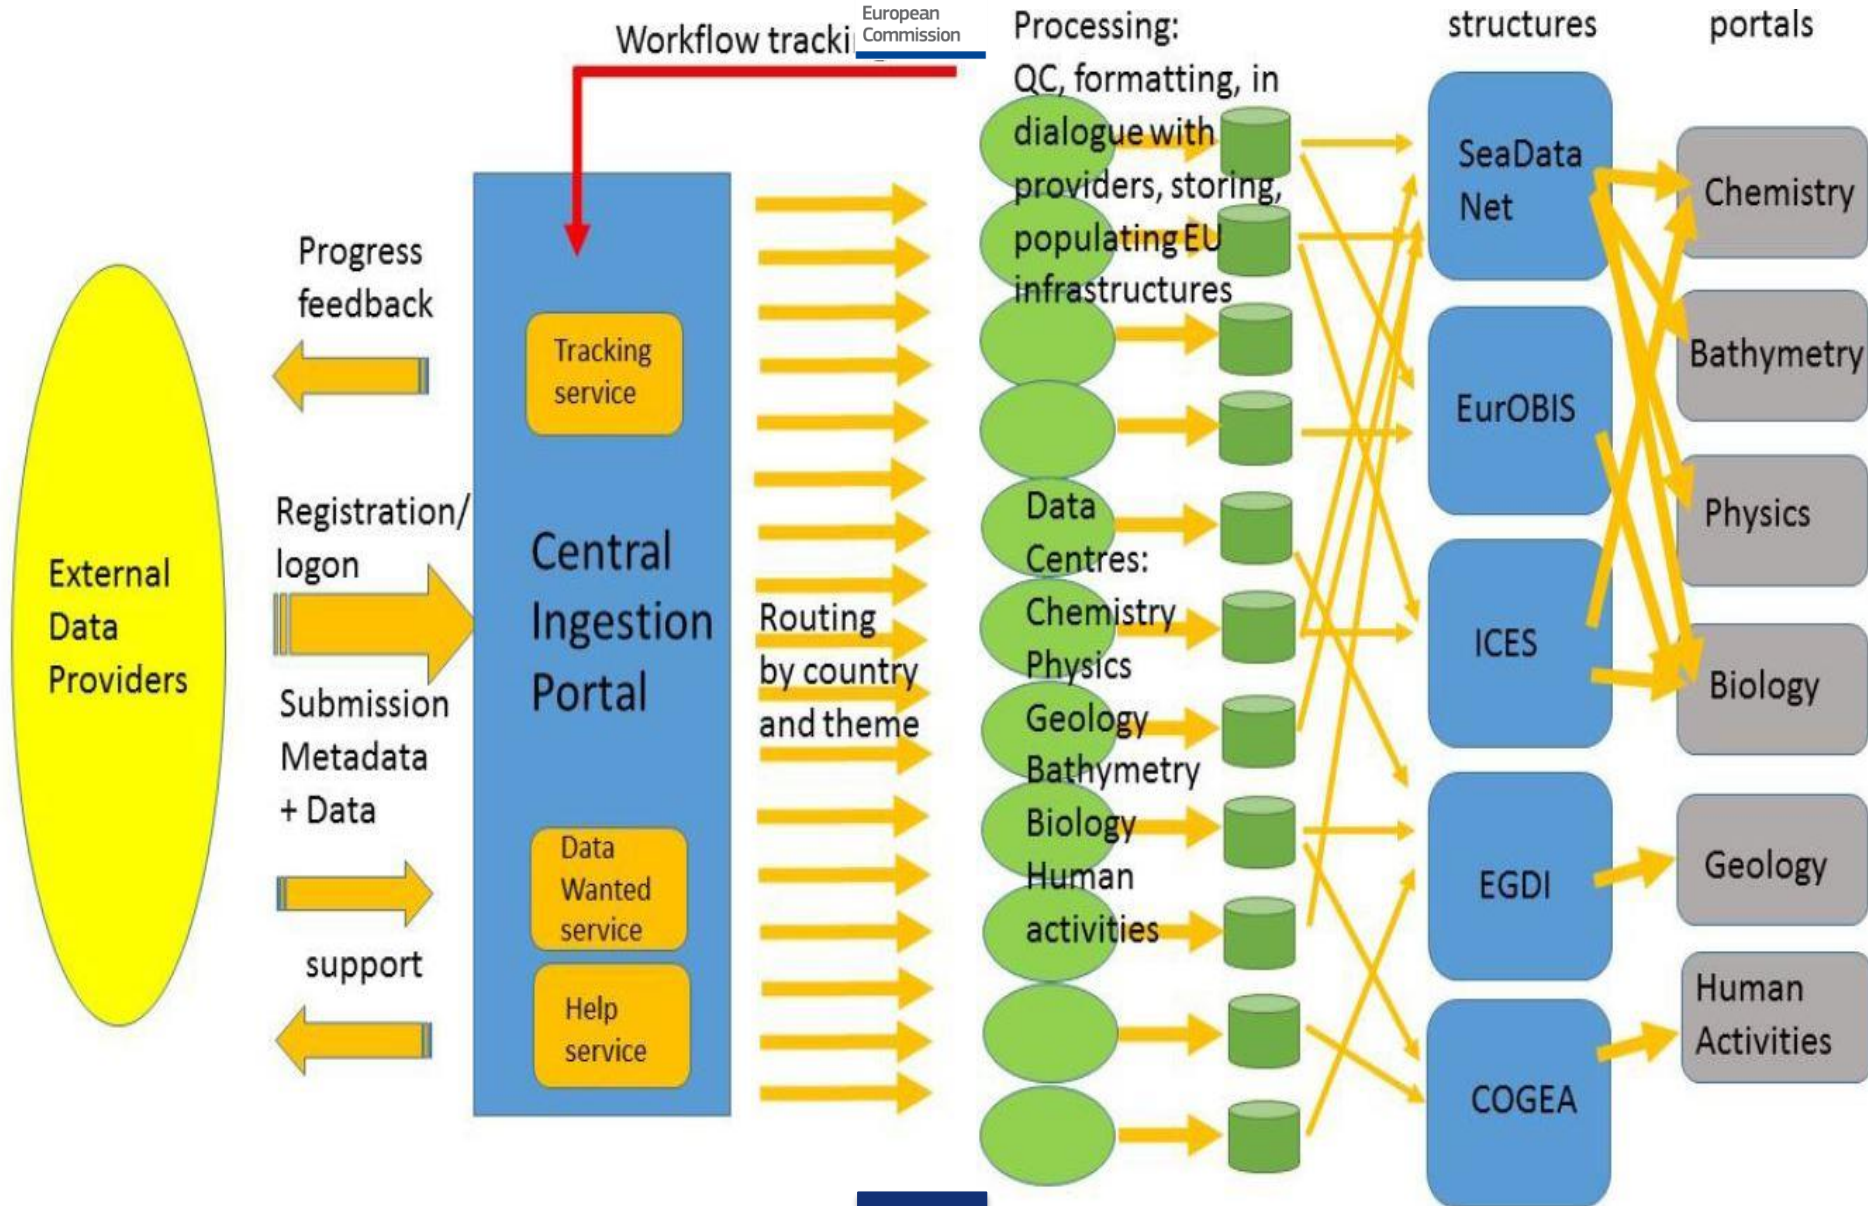 European
Commission
Workflow tracki
Processing:
QC, formatting, in
dialogue with
providers, storing,
populating EU
infrastructures
structures
portals
Progress
feedback
Tracking
service
Registration/
logon
External
Data
Providers
Central
Ingestion
Portal
Submission
Metadata
+ Data
Data
Wanted
service
support
Help
service
Routing
by country
and theme
Data
Centres:
Chemistry
Physics
Geology
Bathymetry
Biology
Human
activities
SeaData
Net
EurOBIS
ICES
EGDI
COGEA
Chemistry
Bathymetry
Physics
Biology
Geology
Human
Activities